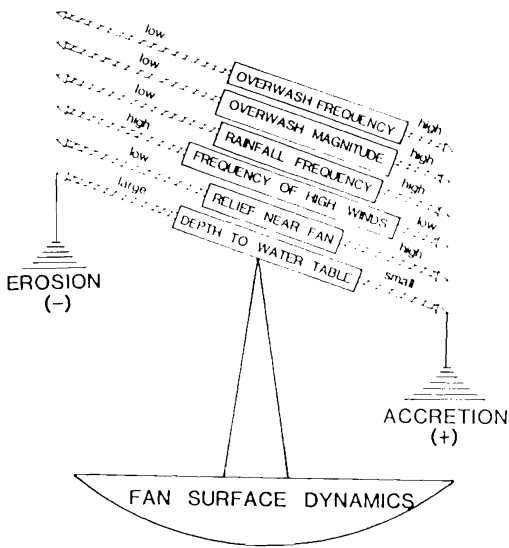 low OVERWASH FREQUENCY high
low OVERWASH MAGNITUDE high
low RAINFALL FREQUENCY high
high FREQUENCY OF HIGH WINDS low
low RELIEF NEAR FAN high
large DEPTH TO WATER TABLE small
EROSION
(-)
ACCRETION
(+)
FAN SURFACE DYNAMICS